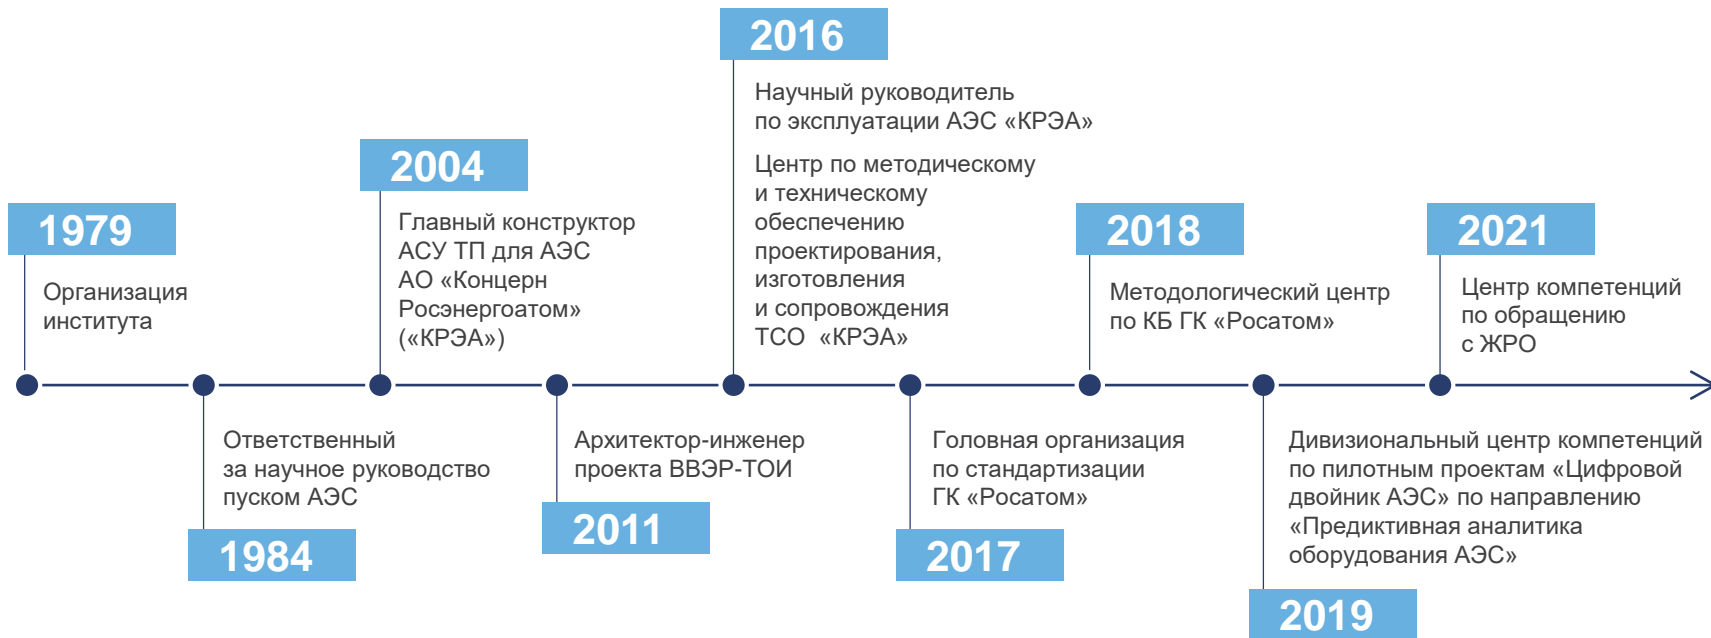 1979
Организация
института
1984
Ответственный
за научное руководство
пуском АЭС
2004
Главный конструктор
АСУ ТП для АЭС
АО «Концерн
Росэнергоатом»
(«КРЭА»)
2011
Архитектор-инженер
проекта ВВЭР-ТОИ
2016
Научный руководитель
по эксплуатации АЭС «КРЭА»
Центр по методическому
и техническому
обеспечению
проектирования,
изготовления
и сопровождения
ТСО «КРЭА»
2017
Головная организация
по стандартизации
ГК «Росатом»
2018
Методологический центр
по КБ ГК «Росатом»
2019
Дивизиональный центр компетенций
по пилотным проектам «Цифровой
двойник АЭС» по направлению
«Предиктивная аналитика
оборудования АЭС»
2021
Центр компетенций
по обращению
с ЖРО